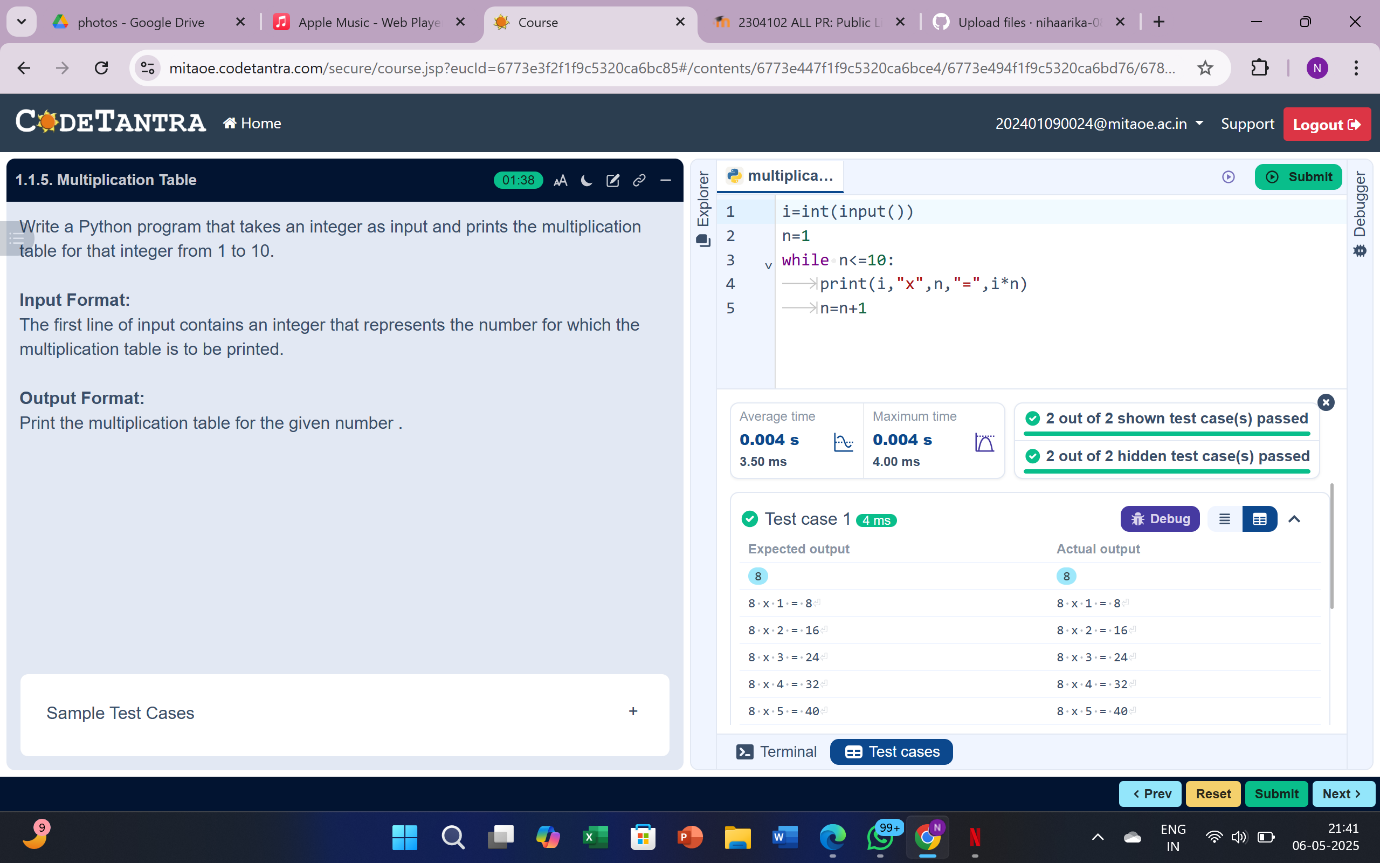 photos - Google Drive
Apple Music - Web Playe
Course
2304102 ALL PR: Public L
Upload files · nihaarika-0
mitaoe.codetantra.com/secure/course.jsp?eucId=6773e3f2f1f9c5320ca6bc85#/contents/6773e447f1f9c5320ca6bce4/6773e494f1f9c5320ca6bd76/678...
N
CODETANTRA
Home
202401090024@mitaoe.ac.in
Support
Logout
1.1.5. Multiplication Table
01:38
AA
Write a Python program that takes an integer as input and prints the multiplication
table for that integer from 1 to 10.
Input Format:
The first line of input contains an integer that represents the number for which the
multiplication table is to be printed.
Output Format:
Print the multiplication table for the given number .
Sample Test Cases
+
Explorer
multiplica...
Submit
Debugger
1 i=int(input())
2 n=1
3 while n<=10:
4 print(i,"x",n,"=",i*n)
5 n=n+1
Average time
0.004 s
3.50 ms
Maximum time
0.004 s
4.00 ms
2 out of 2 shown test case(s) passed
2 out of 2 hidden test case(s) passed
Test case 1 4 ms
Debug
Expected output Actual output
8 8
8·x·1·=·8 8·x·1·=·8
8·x·2·=·16 8·x·2·=·16
8·x·3·=·24 8·x·3·=·24
8·x·4·=·32 8·x·4·=·32
8·x·5·=·40 8·x·5·=·40
Terminal
Test cases
< Prev
Reset
Submit
Next >
9
99+
N
N
ENG
IN
21:41
06-05-2025